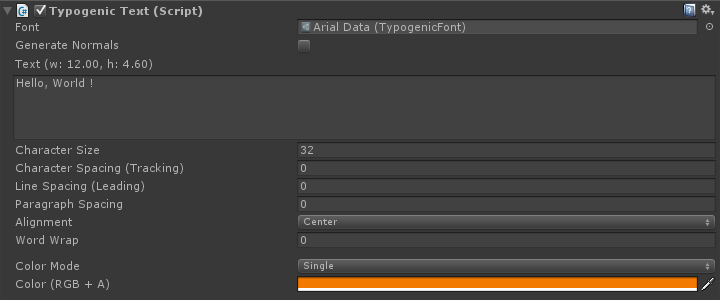 Typogenic Text (Script)
Font Arial Data (TypogenicFont)
Generate Normals
Text (w: 12.00, h: 4.60)
Hello, World !
Character Size 32
Character Spacing (Tracking) 0
Line Spacing (Leading) 0
Paragraph Spacing 0
Alignment Center
Word Wrap 0
Color Mode Single
Color (RGB + A)